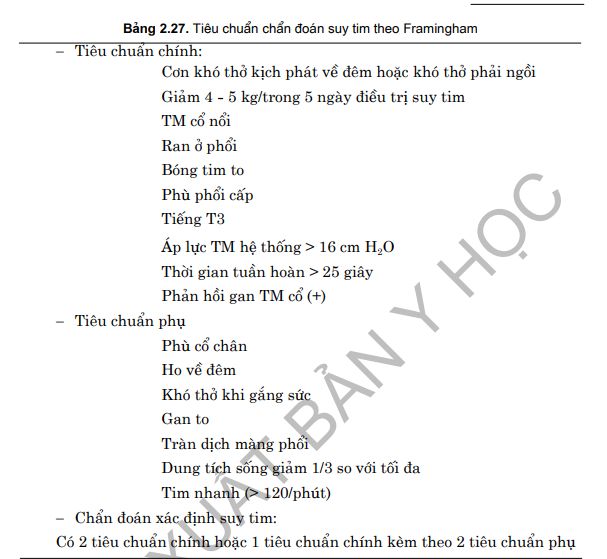 Bảng 2.27. Tiêu chuẩn chẩn đoán suy tim theo Framingham
– Tiêu chuẩn chính:
Cơn khó thở kịch phát về đêm hoặc khó thở phải ngồi
Giảm 4 - 5 kg/trong 5 ngày điều trị suy tim
TM cổ nổi
Ran ở phổi
Bóng tim to
Phù phổi cấp
Tiếng T3
Áp lực TM hệ thống > 16 cm H₂O
Thời gian tuần hoàn > 25 giây
Phản hồi gan TM cổ (+)
– Tiêu chuẩn phụ
Phù cổ chân
Ho về đêm
Khó thở khi gắng sức
Gan to
Tràn dịch màng phổi
Dung tích sống giảm 1/3 so với tối đa
Tim nhanh (> 120/phút)
– Chẩn đoán xác định suy tim:
Có 2 tiêu chuẩn chính hoặc 1 tiêu chuẩn chính kèm theo 2 tiêu chuẩn phụ
XUẤT BẢN Y HỌC